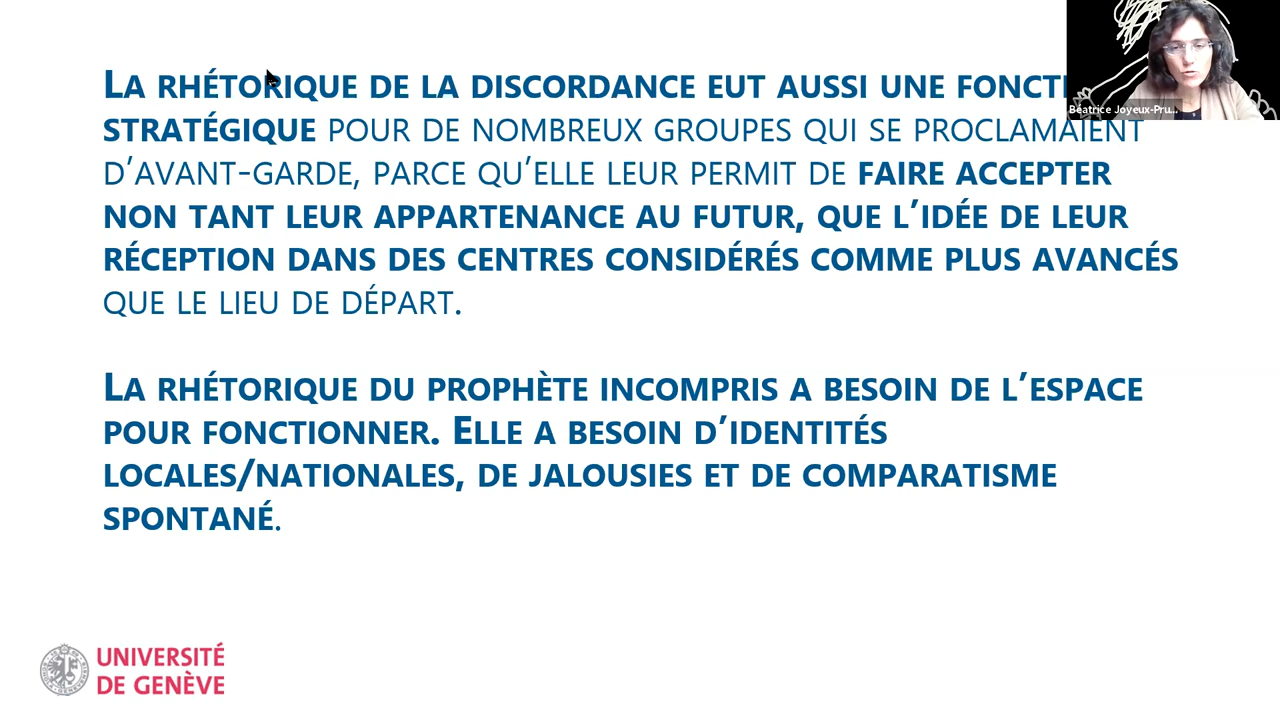 LA RHÉTORIQUE DE LA DISCORDANCE EUT AUSSI UNE
STRATÉGIQUE POUR DE NOMBREUX GROUPES QUI SE PROCLAMAIENT
D'AVANT-GARDE, PARCE QU'ELLE LEUR PERMIT DE FAIRE ACCEPTER
NON TANT LEUR APPARTENANCE AU FUTUR, QUE L'IDÉE DE LEUR
RÉCEPTION DANS DES CENTRES CONSIDÉRÉS COMME PLUS AVANCÉS
QUE LE LIEU DE DÉPART.
LA RHÉTORIQUE DU PROPHÈTE INCOMPRIS A BESOIN DE L'ESPACE
POUR FONCTIONNER. ELLE A BESOIN D'IDENTITÉS
LOCALES/NATIONALES, DE JALOUSIES ET DE COMPARATISME
SPONTANÉ.
Béatrice Joyeux-Pru...
UNIVERSITÉ
DE GENÈVE